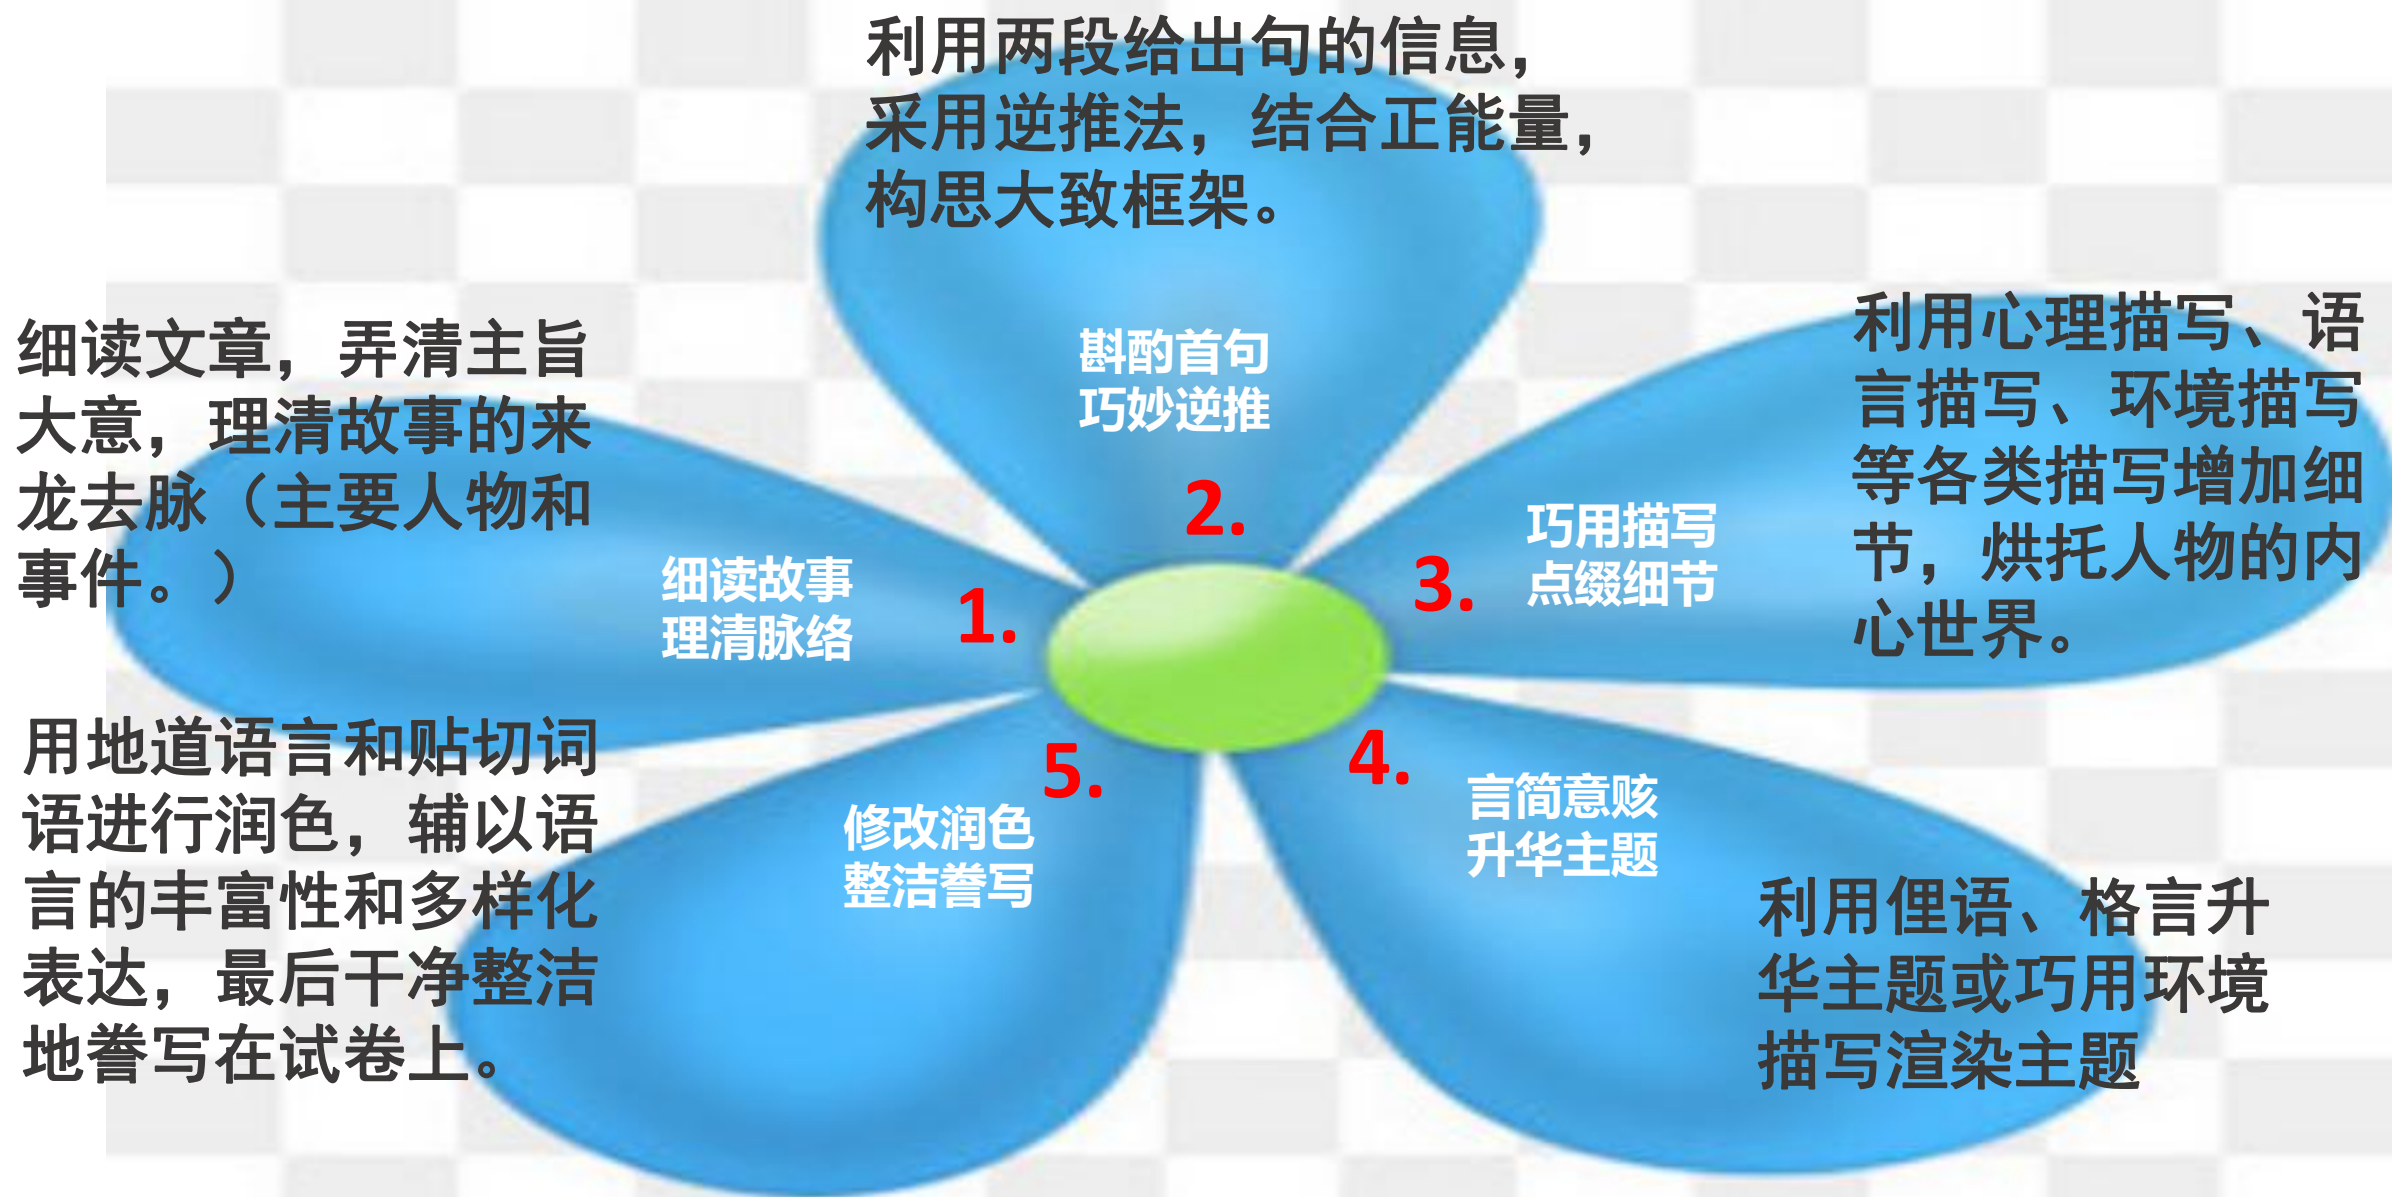 利用两段给出句的信息，
采用逆推法，结合正能量，
构思大致框架。
斟酌首句
巧妙逆推
2.
细读文章，弄清主旨
大意，理清故事的来
龙去脉（主要人物和
事件。）
细读故事
理清脉络
1.
利用心理描写、语
言描写、环境描写
等各类描写增加细
节，烘托人物的内
心世界。
3.
巧用描写
点缀细节
4.
言简意赅
升华主题
利用俚语、格言升
华主题或巧用环境
描写渲染主题
5.
修改润色
整洁誊写
用地道语言和贴切词
语进行润色，辅以语
言的丰富性和多样化
表达，最后干净整洁
地誊写在试卷上。